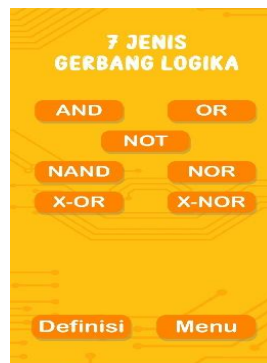 7 JENIS
GERBANG LOGIKA
AND OR
NOT
NAND NOR
X-OR X-NOR
Definisi Menu